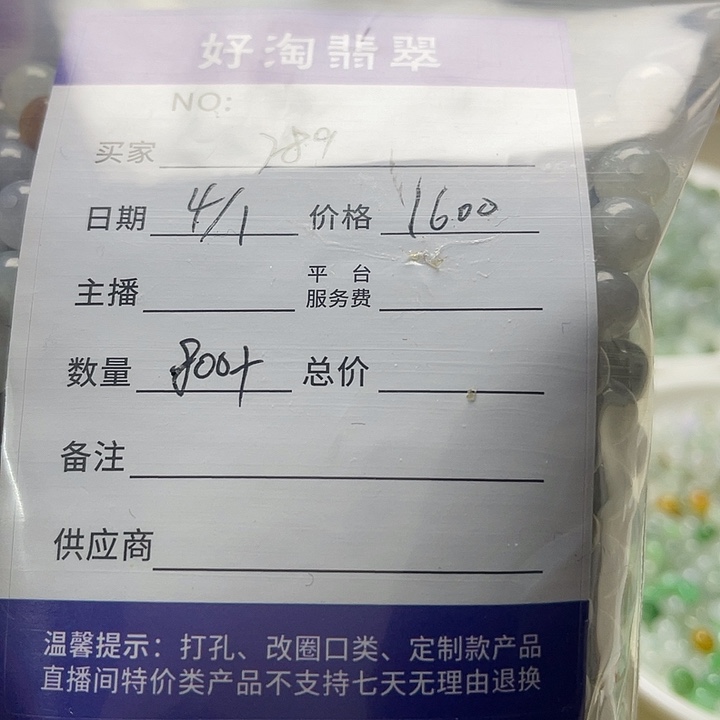 好淘翡翠
NO:
买家 289
日期 4/1 价格 1600
主播 平台服务费
数量 800+ 总价
备注
供应商
温馨提示：打孔、改圈口类、定制款产品
直播间特价类产品不支持七天无理由退换